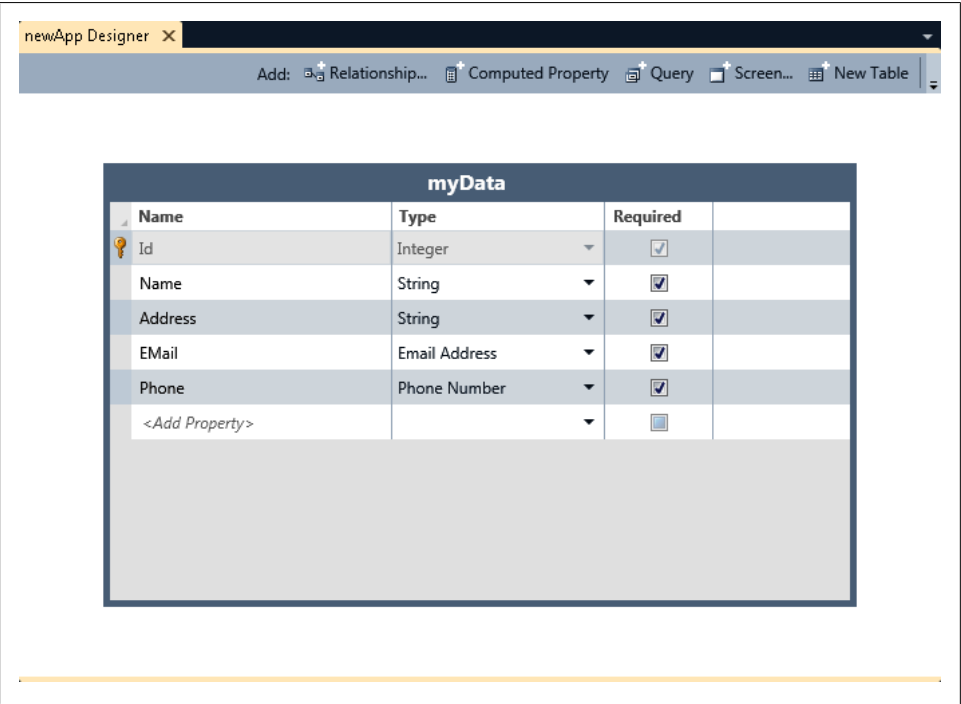 newApp Designer
Add: Relationship... Computed Property Query Screen... New Table
myData
Name Type Required
Id Integer
Name String
Address String
EMail Email Address
Phone Phone Number
<Add Property>